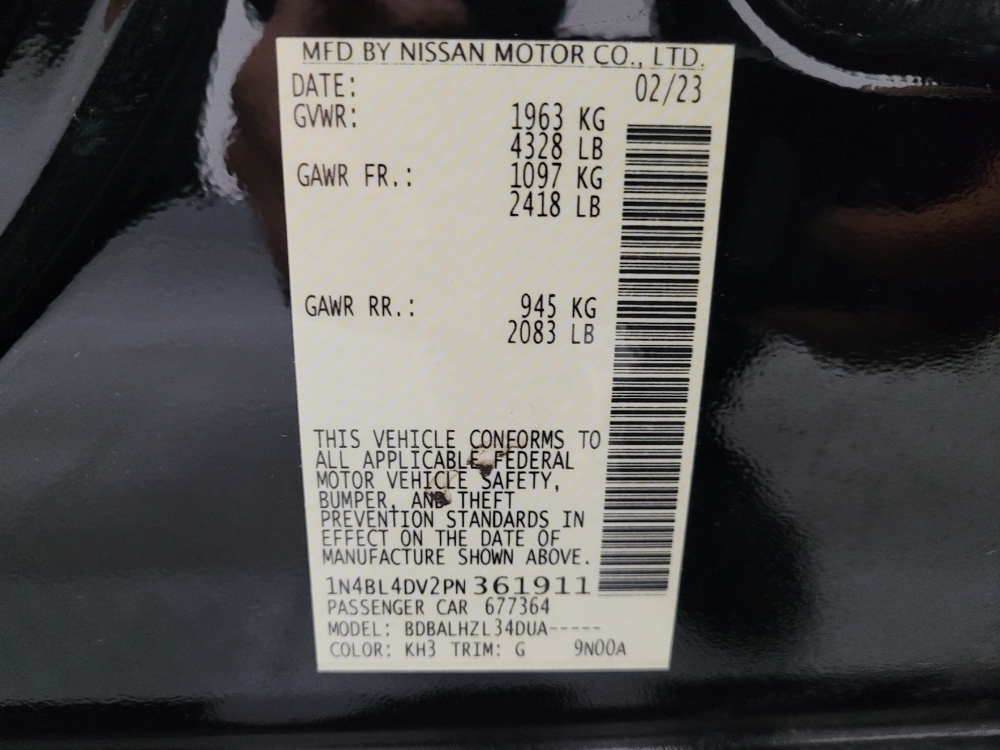 MFD BY NISSAN MOTOR CO., LTD.
DATE: 02/23
GVWR: 1963 KG
4328 LB
GAWR FR.: 1097 KG
2418 LB
GAWR RR.: 945 KG
2083 LB
THIS VEHICLE CONFORMS TO
ALL APPLICABLE FEDERAL
MOTOR VEHICLE SAFETY,
BUMPER, AND THEFT
PREVENTION STANDARDS IN
EFFECT ON THE DATE OF
MANUFACTURE SHOWN ABOVE.
1N4BL4DV2PN 361911
PASSENGER CAR 677364
MODEL: BDBALHZL34DUA-----
COLOR: KH3 TRIM: G 9N00A